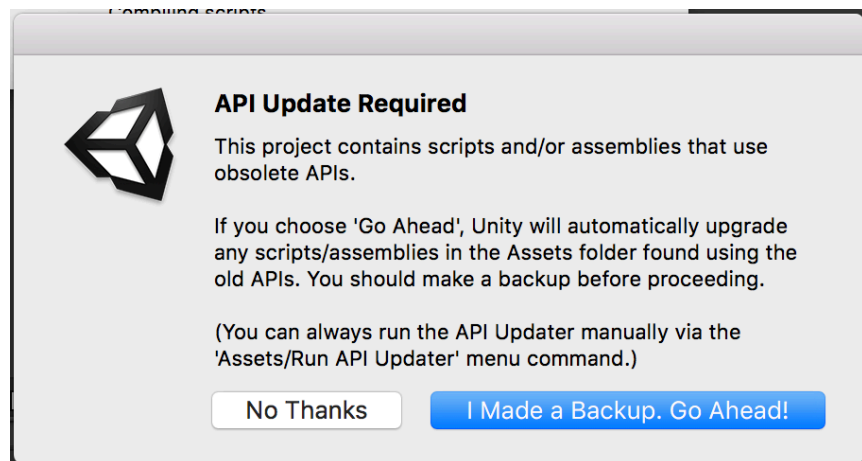 Compiling scripts
API Update Required
This project contains scripts and/or assemblies that use
obsolete APIs.
If you choose 'Go Ahead', Unity will automatically upgrade
any scripts/assemblies in the Assets folder found using the
old APIs. You should make a backup before proceeding.
(You can always run the API Updater manually via the
'Assets/Run API Updater' menu command.)
No Thanks
I Made a Backup. Go Ahead!